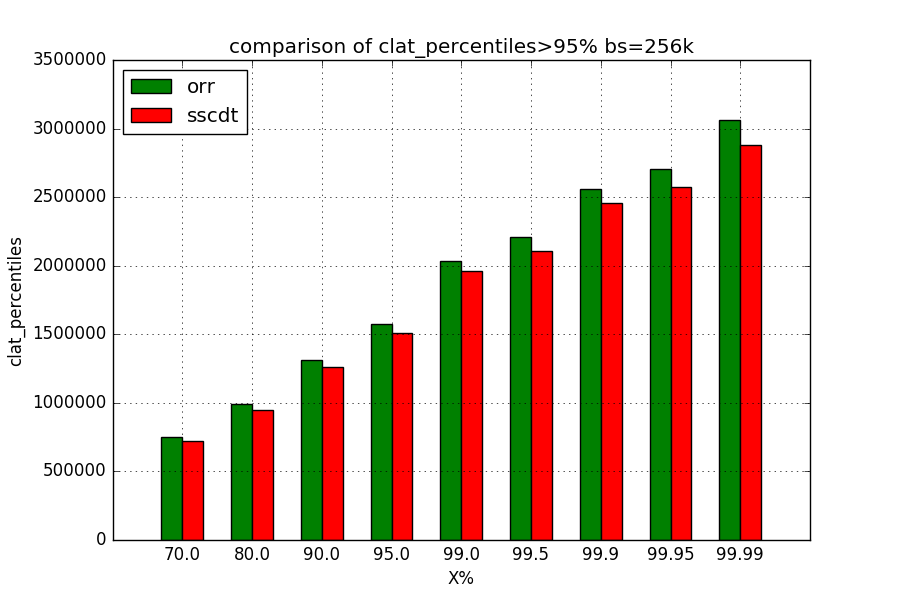 comparison of clat_percentiles>95% bs=256k
orr
sscdt
3500000
3000000
2500000
2000000
1500000
1000000
500000
0
clat_percentiles
70.0 80.0 90.0 95.0 99.0 99.5 99.9 99.95 99.99
X%